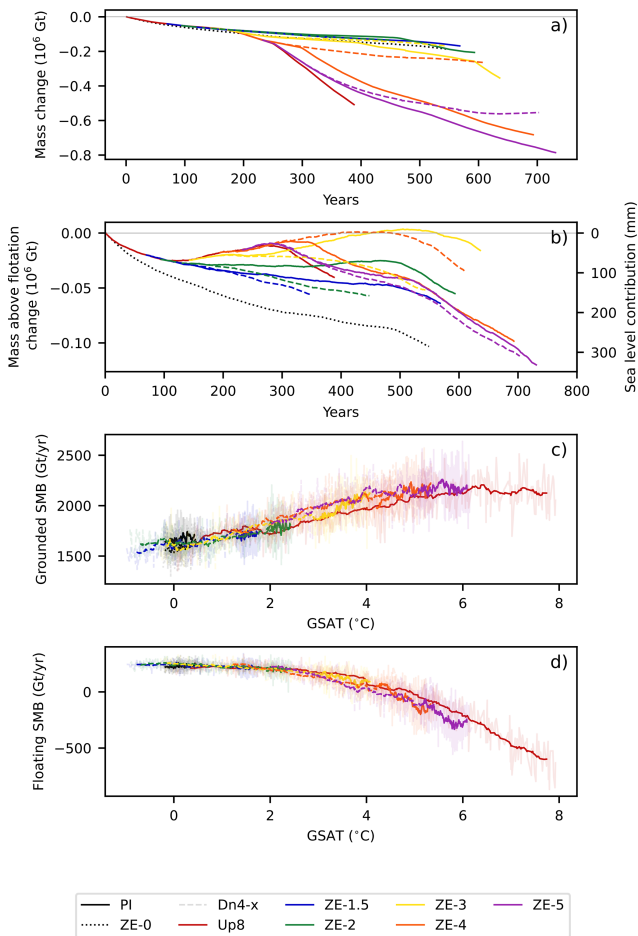 a)
Mass change (10⁶ Gt)
0.0
−0.2
−0.4
−0.6
−0.8
0 100 200 300 400 500 600 700
Years
b)
Mass above flotation
change (10⁶ Gt)
0.00
−0.05
−0.10
0
100
200
300
Sea level contribution (mm)
0 100 200 300 400 500 600 700 800
Years
c)
Grounded SMB (Gt/yr)
2500
2000
1500
0 2 4 6 8
GSAT (°C)
d)
Floating SMB (Gt/yr)
0
−500
0 2 4 6 8
GSAT (°C)
PI Dn4-x ZE-1.5 ZE-3 ZE-5
ZE-0 Up8 ZE-2 ZE-4